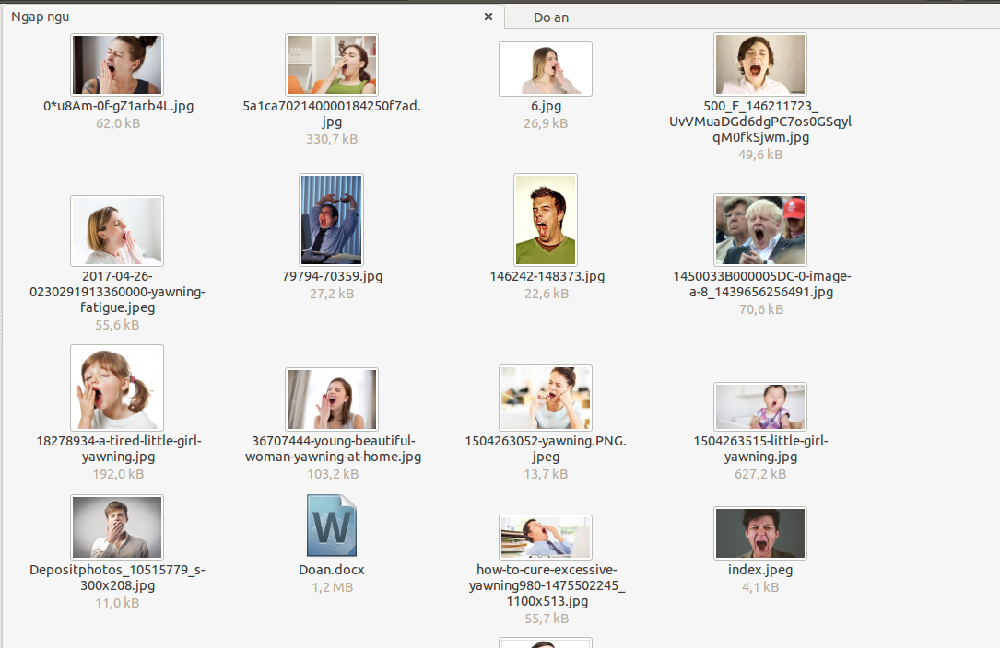 Ngap ngu
Do an
0*u8Am-0f-gZ1arb4L.jpg
62,0 kB
5a1ca702140000184250f7ad.
jpg
330,7 kB
6.jpg
26,9 kB
500_F_146211723_
UvVMuaDGd6dgPC7os0GSqyl
qM0fkSjwm.jpg
49,6 kB
2017-04-26-
0230291913360000-yawning-
fatigue.jpeg
55,6 kB
79794-70359.jpg
27,2 kB
146242-148373.jpg
22,6 kB
1450033B000005DC-0-image-
a-8_1439656256491.jpg
70,6 kB
18278934-a-tired-little-girl-
yawning.jpg
192,0 kB
36707444-young-beautiful-
woman-yawning-at-home.jpg
103,2 kB
1504263052-yawning.PNG.
jpeg
13,7 kB
1504263515-little-girl-
yawning.jpg
627,2 kB
Depositphotos_10515779_s-
300x208.jpg
11,0 kB
W
Doan.docx
1,2 MB
how-to-cure-excessive-
yawning980-1475502245_
1100x513.jpg
55,7 kB
index.jpeg
4,1 kB